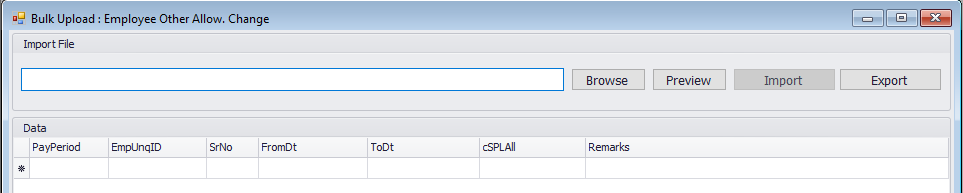 Bulk Upload : Employee Other Allow. Change
Import File
Browse Preview Import Export
Data
PayPeriod EmpUnqID SrNo FromDt ToDt cSPLAll Remarks